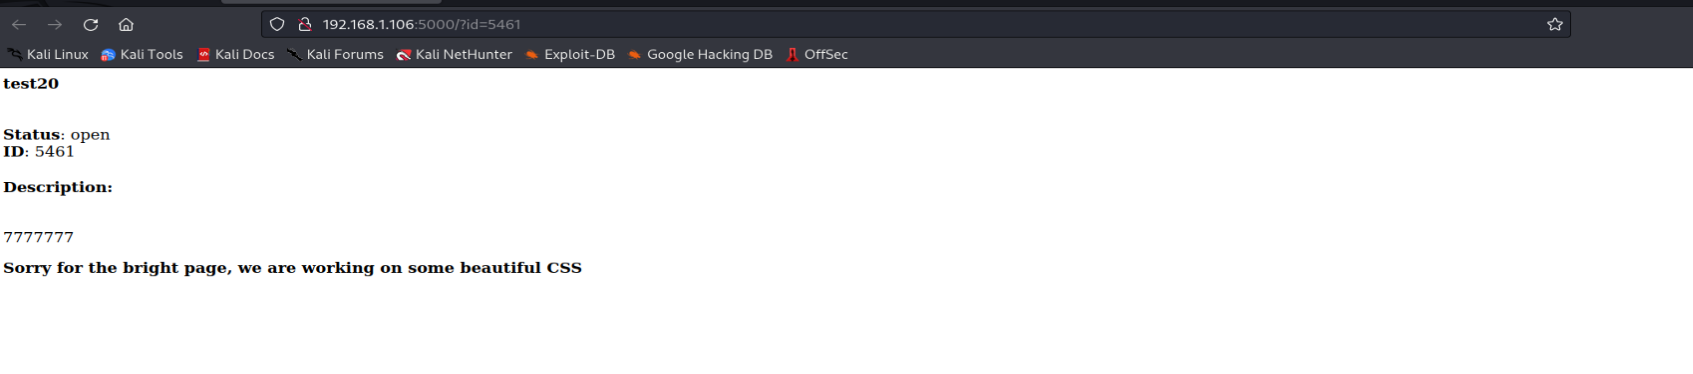 192.168.1.106:5000/?id=5461
Kali Linux Kali Tools Kali Docs Kali Forums Kali NetHunter Exploit-DB Google Hacking DB OffSec
test20
Status: open
ID: 5461
Description:
7777777
Sorry for the bright page, we are working on some beautiful CSS